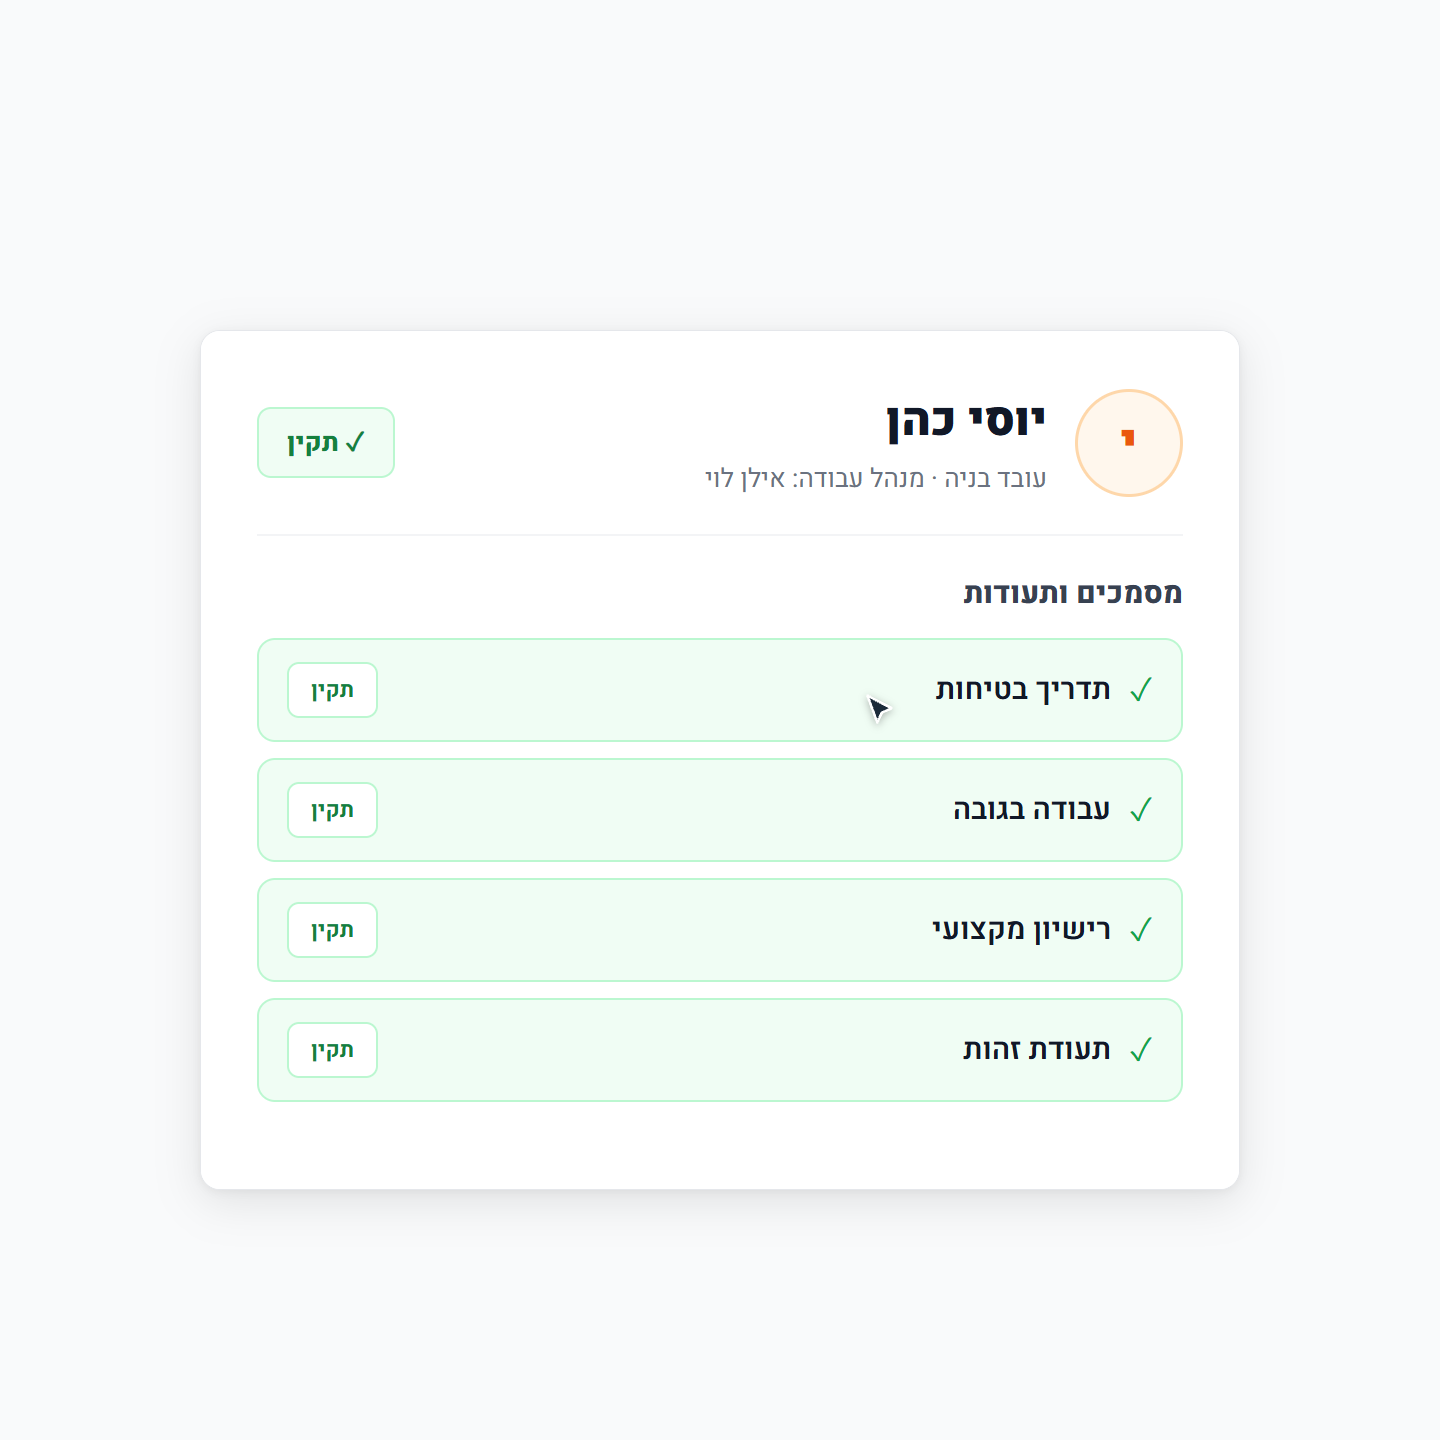 י
יוסי כהן
עובד בניה · מנהל עבודה: אילן לוי
✓ תקין
מסמכים ותעודות
✓ תדריך בטיחות
תקין
✓ עבודה בגובה
תקין
✓ רישיון מקצועי
תקין
✓ תעודת זהות
תקין